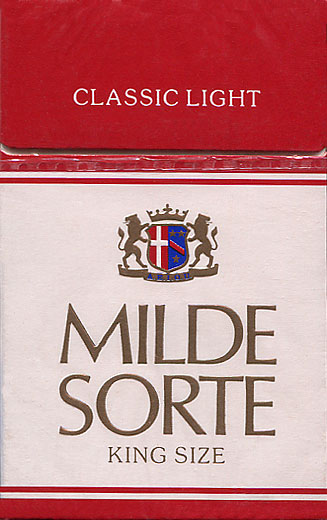 CLASSIC LIGHT
MILDE
SORTE
KING SIZE